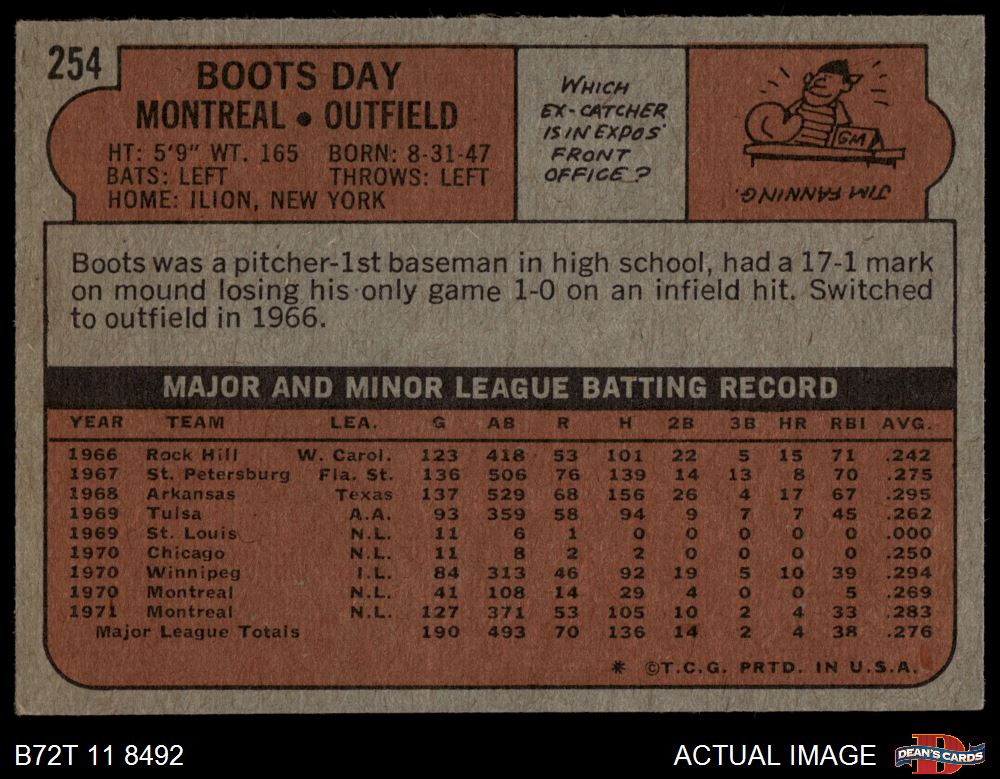 254
BOOTS DAY
MONTREAL • OUTFIELD
HT: 5'9" WT. 165 BORN: 8-31-47
BATS: LEFT THROWS: LEFT
HOME: ILION, NEW YORK
WHICH
EX-CATCHER
IS IN EXPOS'
FRONT
OFFICE?
GM
JIM FANNING.
Boots was a pitcher-1st baseman in high school, had a 17-1 mark
on mound losing his only game 1-0 on an infield hit. Switched
to outfield in 1966.
MAJOR AND MINOR LEAGUE BATTING RECORD
YEAR TEAM LEA. G AB R H 2B 3B HR RBI AVG.
1966 Rock Hill W. Carol. 123 418 53 101 22 5 15 71 .242
1967 St. Petersburg Fla. St. 136 506 76 139 14 13 8 70 .275
1968 Arkansas Texas 137 529 68 156 26 4 17 67 .295
1969 Tulsa A.A. 93 359 58 94 9 7 7 45 .262
1969 St. Louis N.L. 11 6 1 0 0 0 0 0 .000
1970 Chicago N.L. 11 8 2 2 0 0 0 0 .250
1970 Winnipeg I.L. 84 313 46 92 19 5 10 39 .294
1970 Montreal N.L. 41 108 14 29 4 0 0 5 .269
1971 Montreal N.L. 127 371 53 105 10 2 4 33 .283
Major League Totals 190 493 70 136 14 2 4 38 .276
* ©T.C.G. PRTD. IN U.S.A.
B72T 11 8492
ACTUAL IMAGE
DEAN'S CARDS